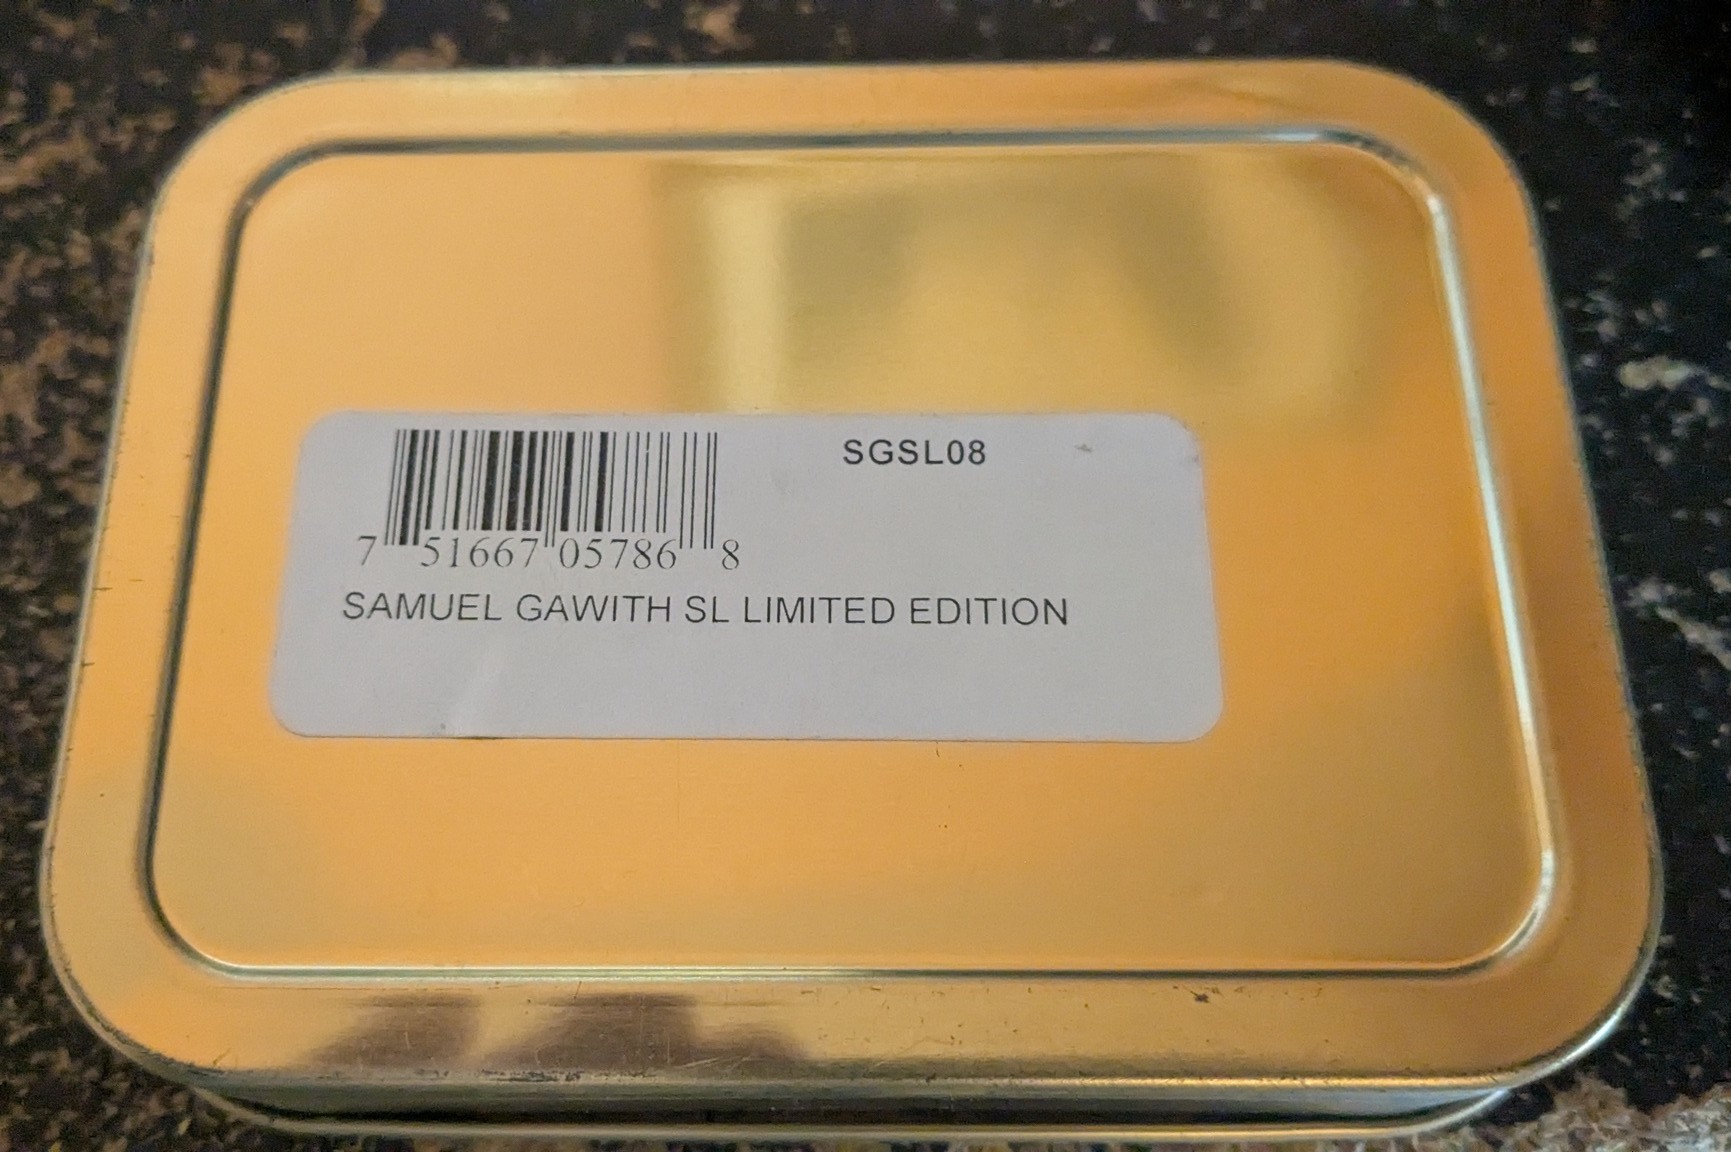 SGSL08
7 51667 05786 8
SAMUEL GAWITH SL LIMITED EDITION